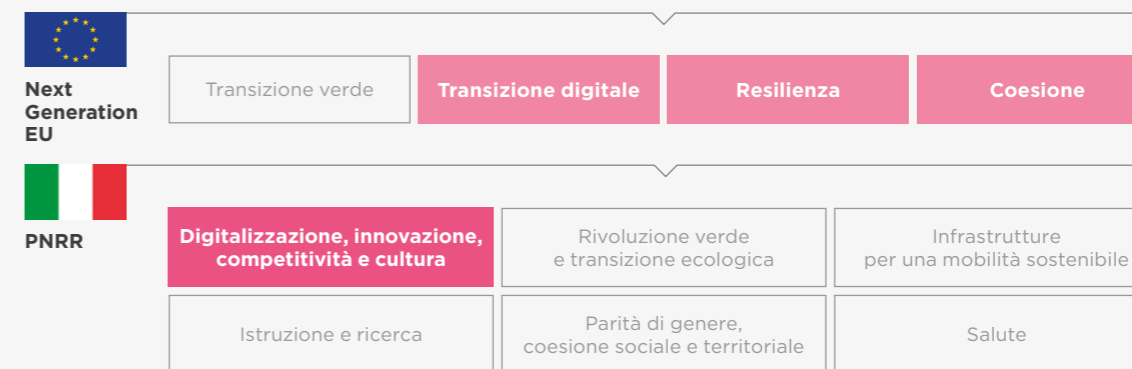 Next
Generation
EU
Transizione verde
Transizione digitale
Resilienza
Coesione
PNRR
Digitalizzazione, innovazione,
competitività e cultura
Rivoluzione verde
e transizione ecologica
Infrastrutture
per una mobilità sostenibile
Istruzione e ricerca
Parità di genere,
coesione sociale e territoriale
Salute